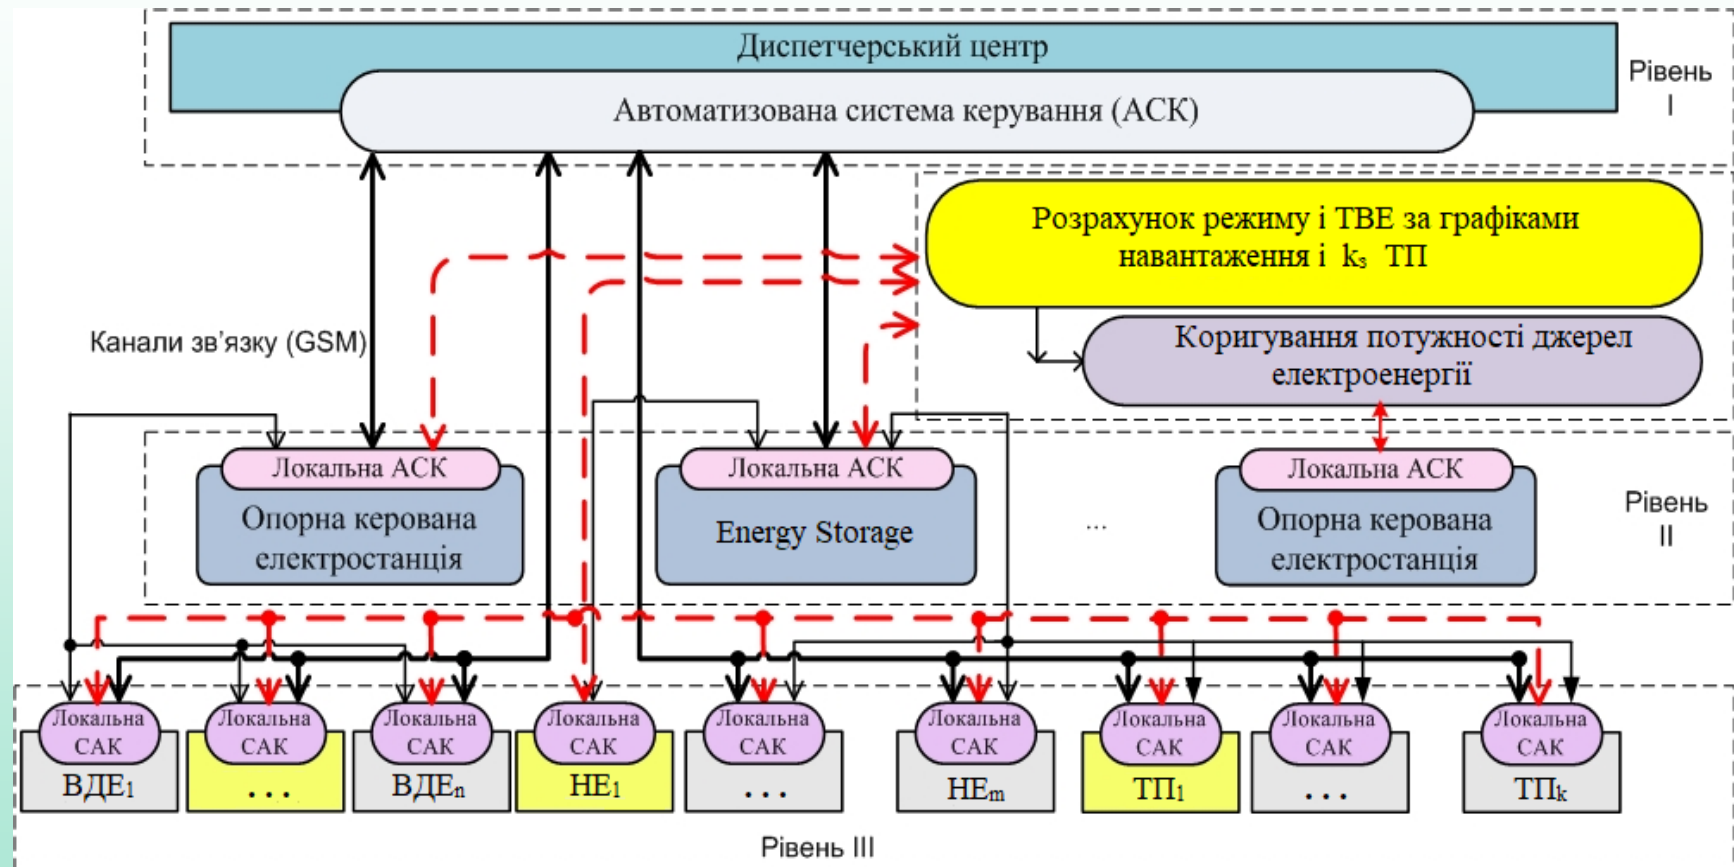 Диспетчерський центр
Автоматизована система керування (АСК)
Рівень
I
Розрахунок режиму і ТВЕ за графіками
навантаження і kз ТП
Канали зв’язку (GSM)
Коригування потужності джерел
електроенергії
Локальна АСК
Опорна керована
електростанція
Локальна АСК
Energy Storage
...
Локальна АСК
Опорна керована
електростанція
Рівень
II
Локальна
САК
ВДЕ1
Локальна
САК
...
Локальна
САК
ВДЕn
Локальна
САК
НЕ1
Локальна
САК
...
Локальна
САК
НЕm
Локальна
САК
ТП1
Локальна
САК
...
Локальна
САК
ТПk
Рівень III